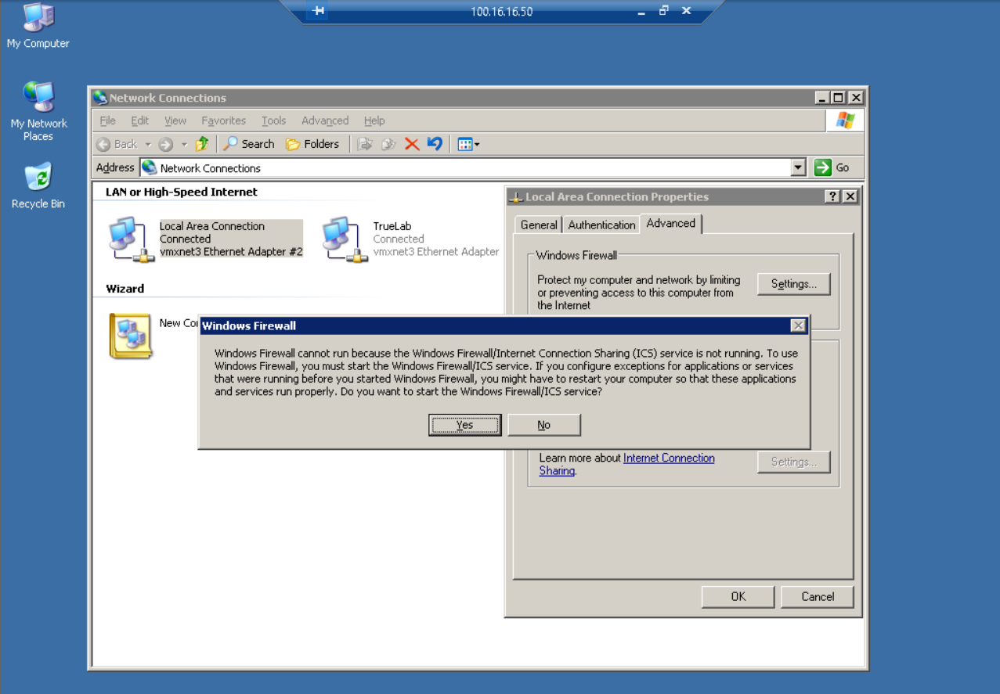 100.16.16.50
My Computer
My Network
Places
Recycle Bin
Network Connections
File Edit View Favorites Tools Advanced Help
Back Search Folders
Address Network Connections Go
LAN or High-Speed Internet
Local Area Connection
Connected
vmxnet3 Ethernet Adapter #2
TrueLab
Connected
vmxnet3 Ethernet Adapter
Wizard
New Co
Local Area Connection Properties
General Authentication Advanced
Windows Firewall
Protect my computer and network by limiting
or preventing access to this computer from
the Internet
Settings...
Windows Firewall
Windows Firewall cannot run because the Windows Firewall/Internet Connection Sharing (ICS) service is not running. To use
Windows Firewall, you must start the Windows Firewall/ICS service. If you configure exceptions for applications or services
that were running before you started Windows Firewall, you might have to restart your computer so that these applications
and services run properly. Do you want to start the Windows Firewall/ICS service?
Yes No
Learn more about Internet Connection
Sharing.
Settings...
OK Cancel